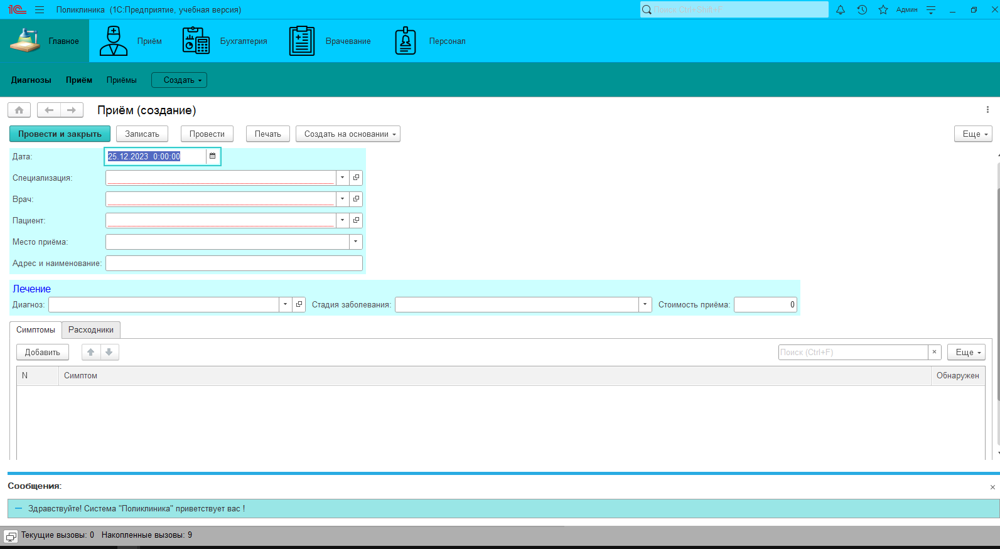 1С Поликлиника (1С:Предприятие, учебная версия) Поиск Ctrl+Shift+F Админ
Главное Приём Бухгалтерия Врачевание Персонал
Диагнозы Приём Приёмы Создать
Приём (создание)
Провести и закрыть Записать Провести Печать Создать на основании Еще
Дата: 25.12.2023 0:00:00
Специализация:
Врач:
Пациент:
Место приёма:
Адрес и наименование:
Лечение
Диагноз: Стадия заболевания: Стоимость приёма: 0
Симптомы Расходники
Добавить Поиск (Ctrl+F) × Еще
N Симптом Обнаружен
Сообщения:
Здравствуйте! Система "Поликлиника" приветствует вас !
Текущие вызовы: 0 Накопленные вызовы: 9